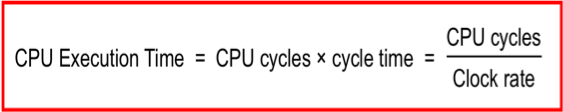 CPU Execution Time = CPU cycles × cycle time = CPU cycles / Clock rate